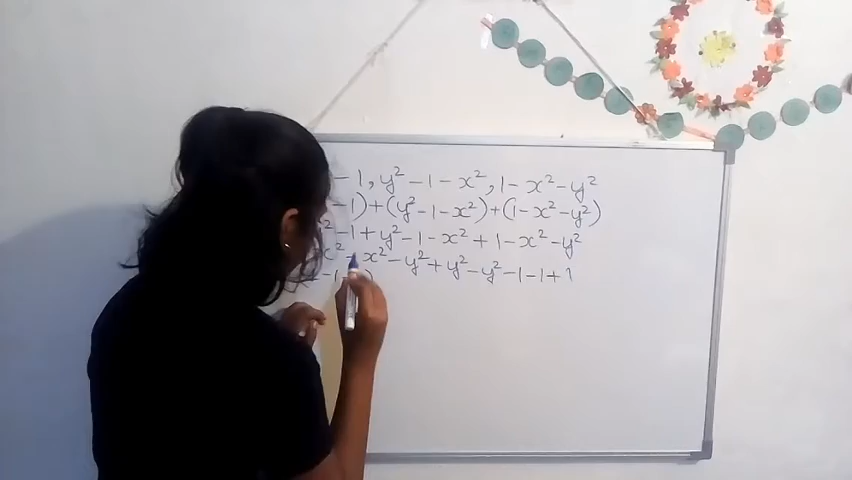 - 1, y² - 1 - x², 1 - x² - y²
- 1) + (y² - 1 - x²) + (1 - x² - y²)
² - 1 + y² - 1 - x² + 1 - x² - y²
x² - x² - y² + y² - y² - 1 - 1 + 1